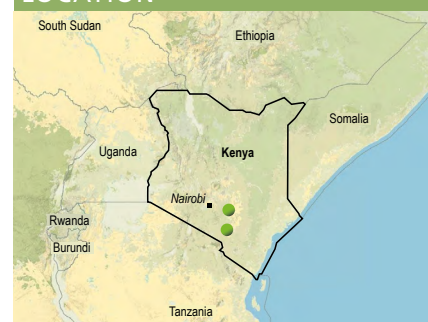 LOCATION
South Sudan
Ethiopia
Somalia
Uganda
Kenya
Nairobi
Rwanda
Burundi
Tanzania